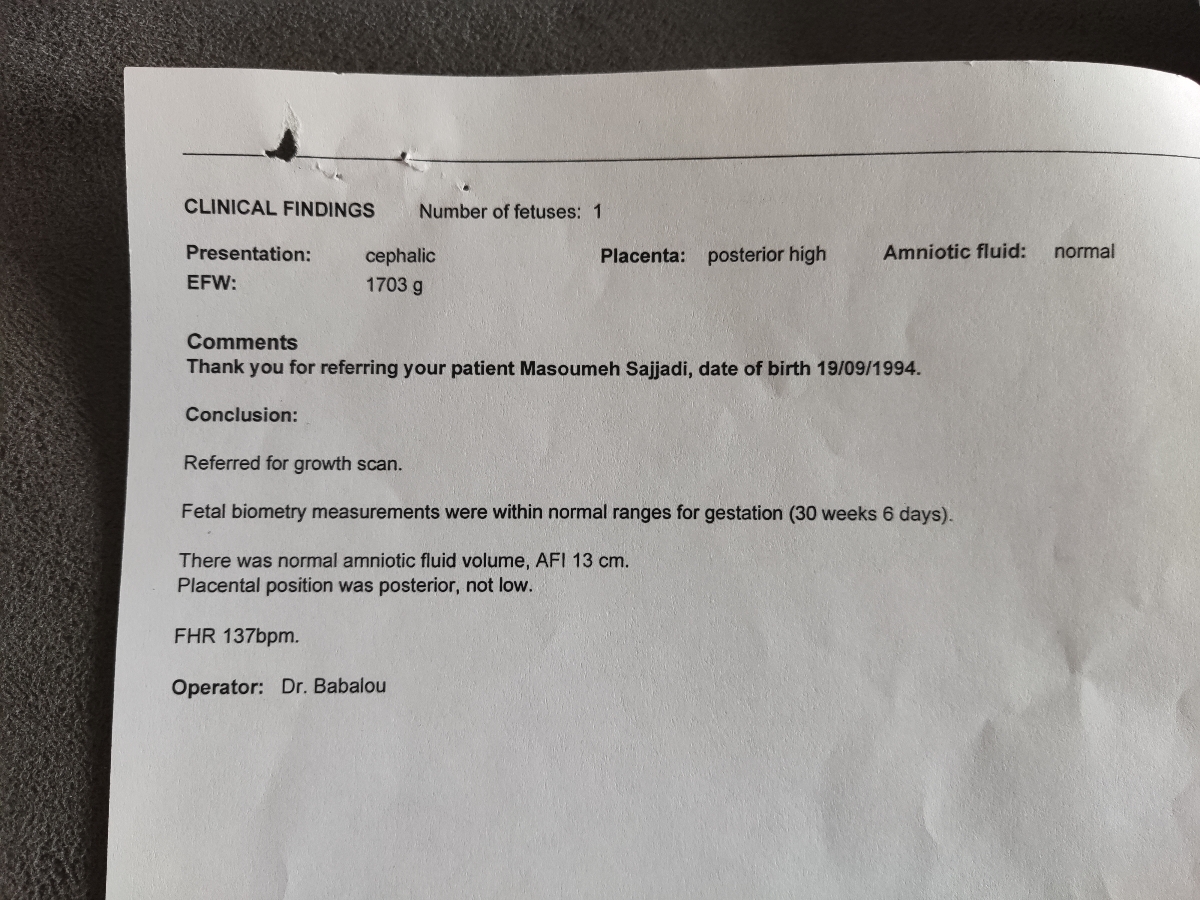 CLINICAL FINDINGS Number of fetuses: 1
Presentation: cephalic Placenta: posterior high Amniotic fluid: normal
EFW: 1703 g
Comments
Thank you for referring your patient Masoumeh Sajjadi, date of birth 19/09/1994.
Conclusion:
Referred for growth scan.
Fetal biometry measurements were within normal ranges for gestation (30 weeks 6 days).
There was normal amniotic fluid volume, AFI 13 cm.
Placental position was posterior, not low.
FHR 137bpm.
Operator: Dr. Babalou